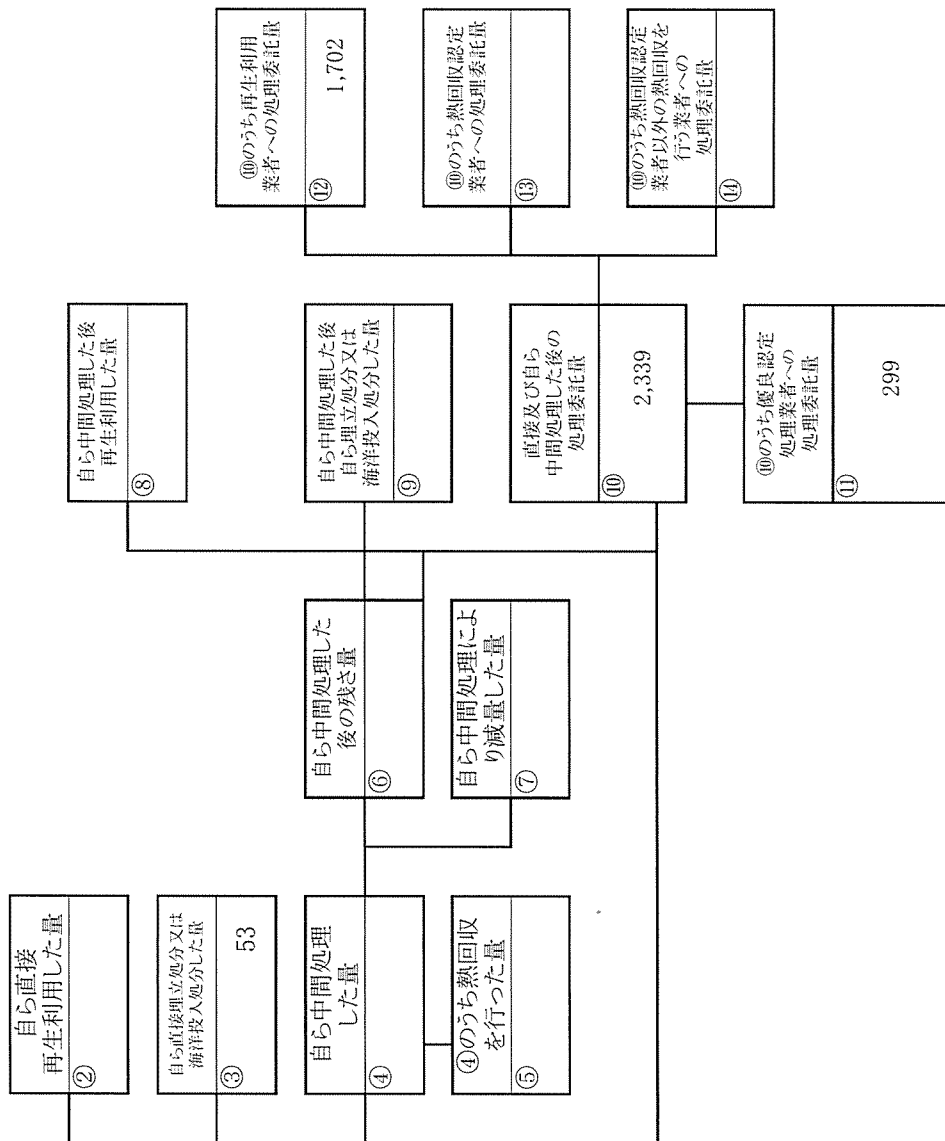 自ら直接
再生利用した量
②
自ら直接埋立処分又は
海洋投入処分した量
③
53
自ら中間処理
した量
④
④のうち熱回収
を行った量
⑤
自ら中間処理した
後の残さ量
⑥
自ら中間処理によ
り減量した量
⑦
自ら中間処理した後
再生利用した量
⑧
自ら中間処理した後
自ら埋立処分又は
海洋投入処分した量
⑨
直接及び自ら
中間処理した後の
処理委託量
⑩
2,339
⑩のうち優良認定
処理業者への
処理委託量
⑪
299
⑩のうち再生利用
業者への処理委託量
⑫
1,702
⑩のうち熱回収認定
業者への処理委託量
⑬
⑩のうち熱回収認定
業者以外の熱回収を
行う業者への
処理委託量
⑭